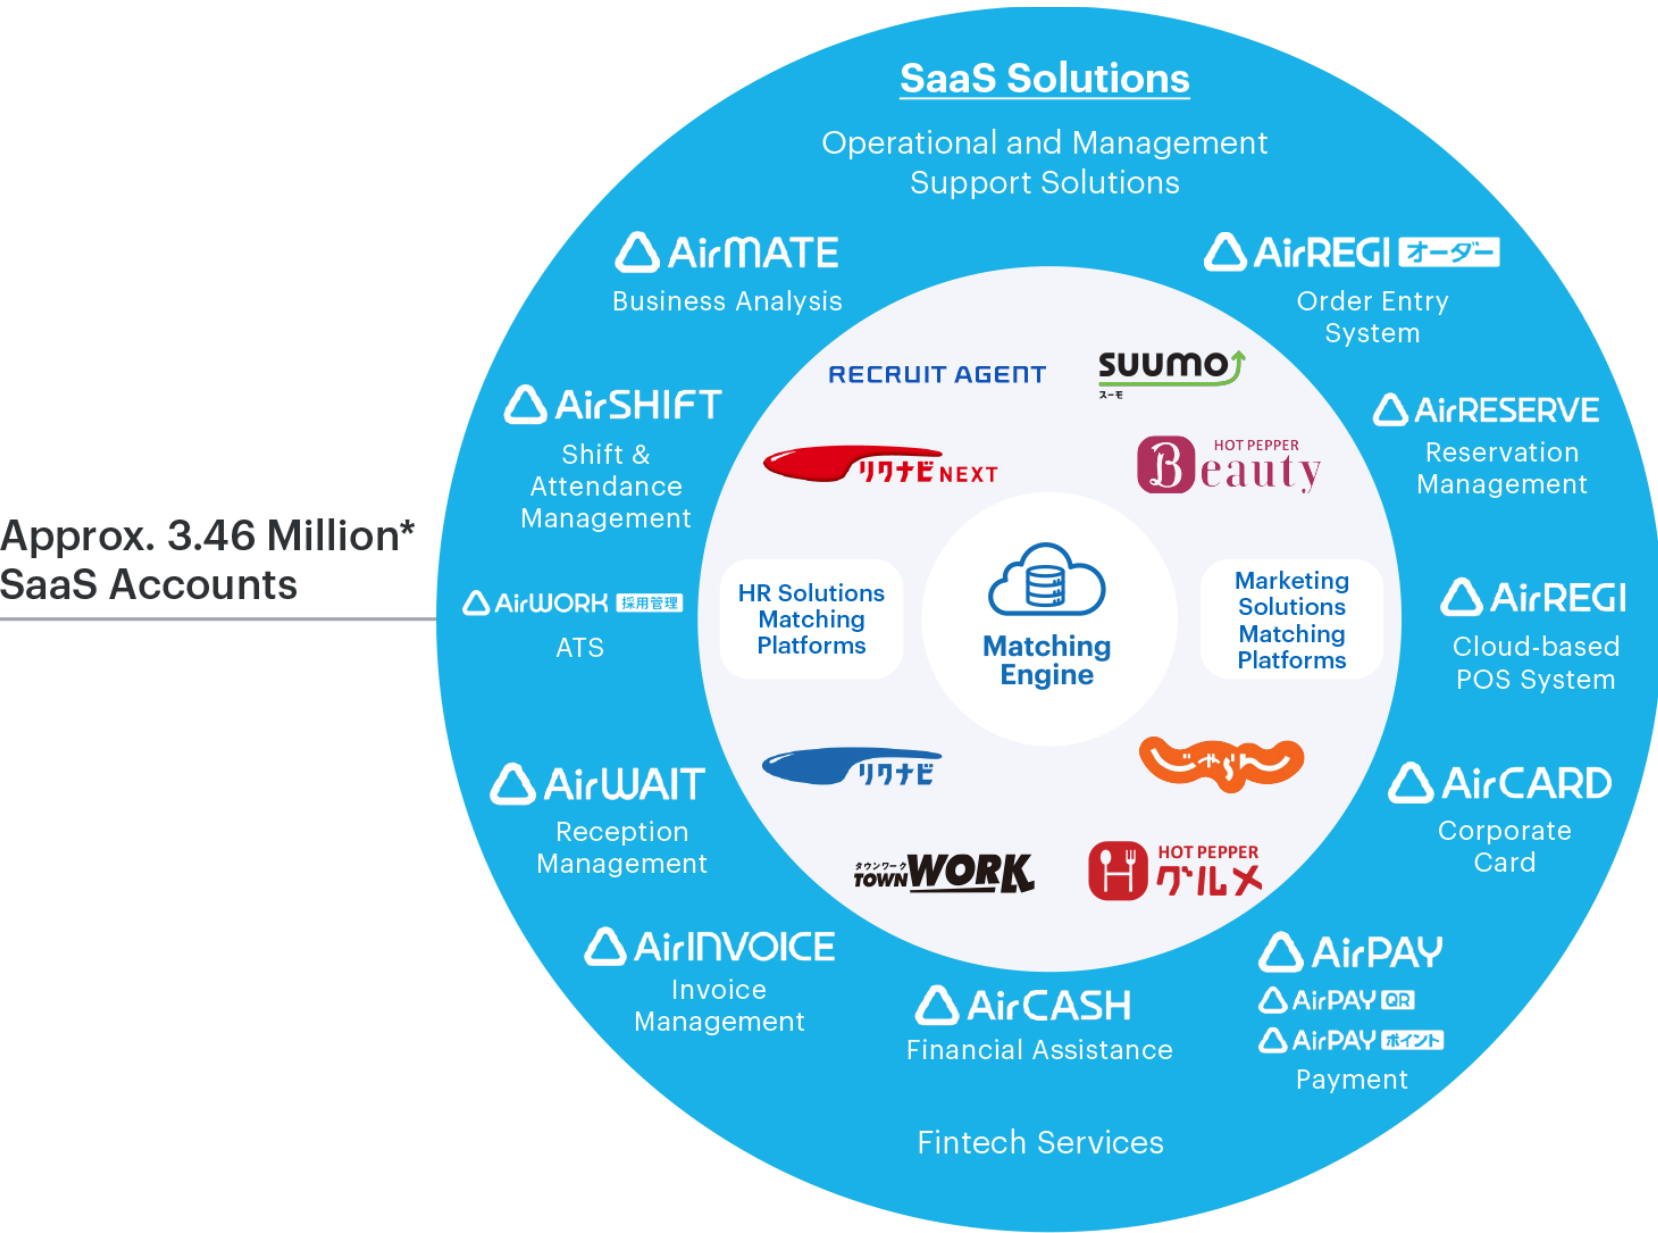 SaaS Solutions
Operational and Management
Support Solutions
AirMATE
Business Analysis
AirREGI オーダー
Order Entry
System
AirSHIFT
Shift &
Attendance
Management
AirRESERVE
Reservation
Management
Approx. 3.46 Million*
SaaS Accounts
AirWORK 採用管理
ATS
AirREGI
Cloud-based
POS System
AirWAIT
Reception
Management
AirCARD
Corporate
Card
AirINVOICE
Invoice
Management
AirCASH
Financial Assistance
AirPAY
AirPAY QR
AirPAY ポイント
Payment
Fintech Services
RECRUIT AGENT
SUUMO
スーモ
リクナビ NEXT
HOT PEPPER
Beauty
HR Solutions
Matching
Platforms
Matching
Engine
Marketing
Solutions
Matching
Platforms
リクナビ
じゃらん
タウンワーク
TOWN WORK
HOT PEPPER
グルメ